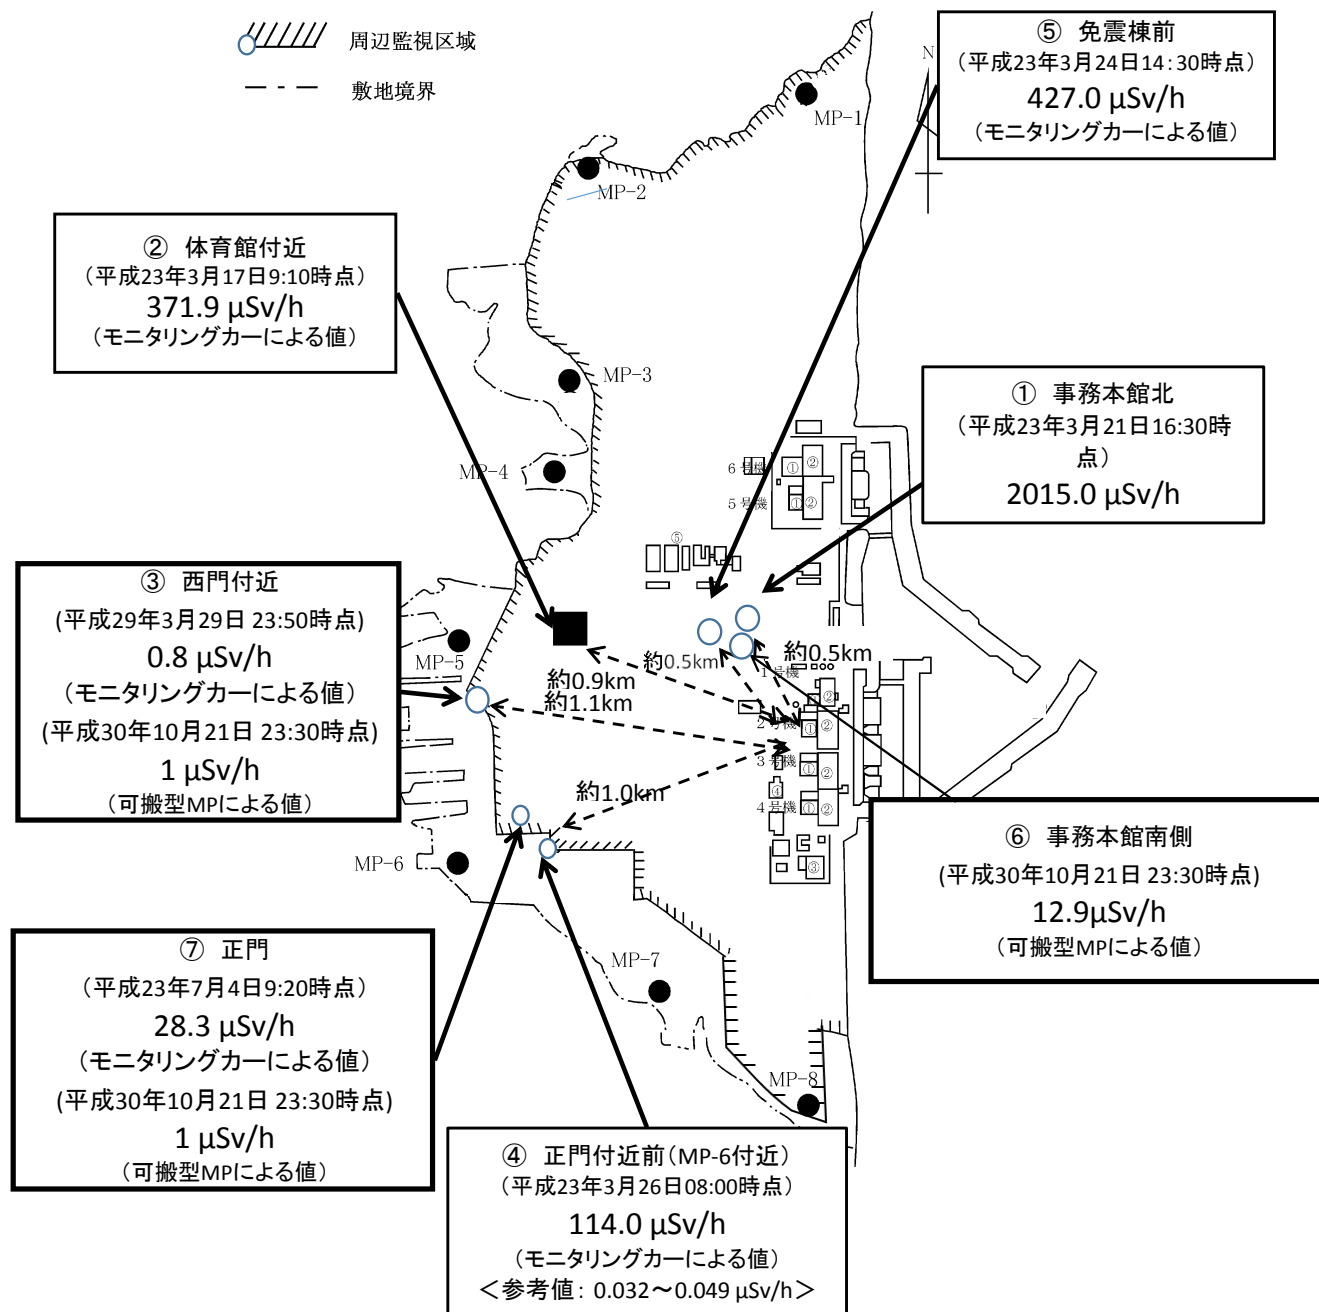 周辺監視区域
敷地境界
⑤ 免震棟前
(平成23年3月24日14:30時点)
427.0 μSv/h
(モニタリングカーによる値)
N
MP-1
MP-2
② 体育館付近
(平成23年3月17日9:10時点)
371.9 μSv/h
(モニタリングカーによる値)
MP-3
① 事務本館北
(平成23年3月21日16:30時
点)
2015.0 μSv/h
MP-4
6号機
① ②
5号機
① ②
⑤
③ 西門付近
(平成29年3月29日 23:50時点)
0.8 μSv/h
(モニタリングカーによる値)
(平成30年10月21日 23:30時点)
1 μSv/h
(可搬型MPによる値)
MP-5
約0.5km
約0.5km
約0.9km
約1.1km
1号機
②
2号機
① ②
3号機
① ②
約1.0km
④
4号機
① ②
③
MP-6
⑥ 事務本館南側
(平成30年10月21日 23:30時点)
12.9μSv/h
(可搬型MPによる値)
⑦ 正門
(平成23年7月4日9:20時点)
28.3 μSv/h
(モニタリングカーによる値)
(平成30年10月21日 23:30時点)
1 μSv/h
(可搬型MPによる値)
MP-7
MP-8
④ 正門付近前(MP-6付近)
(平成23年3月26日08:00時点)
114.0 μSv/h
(モニタリングカーによる値)
<参考値: 0.032~0.049 μSv/h>